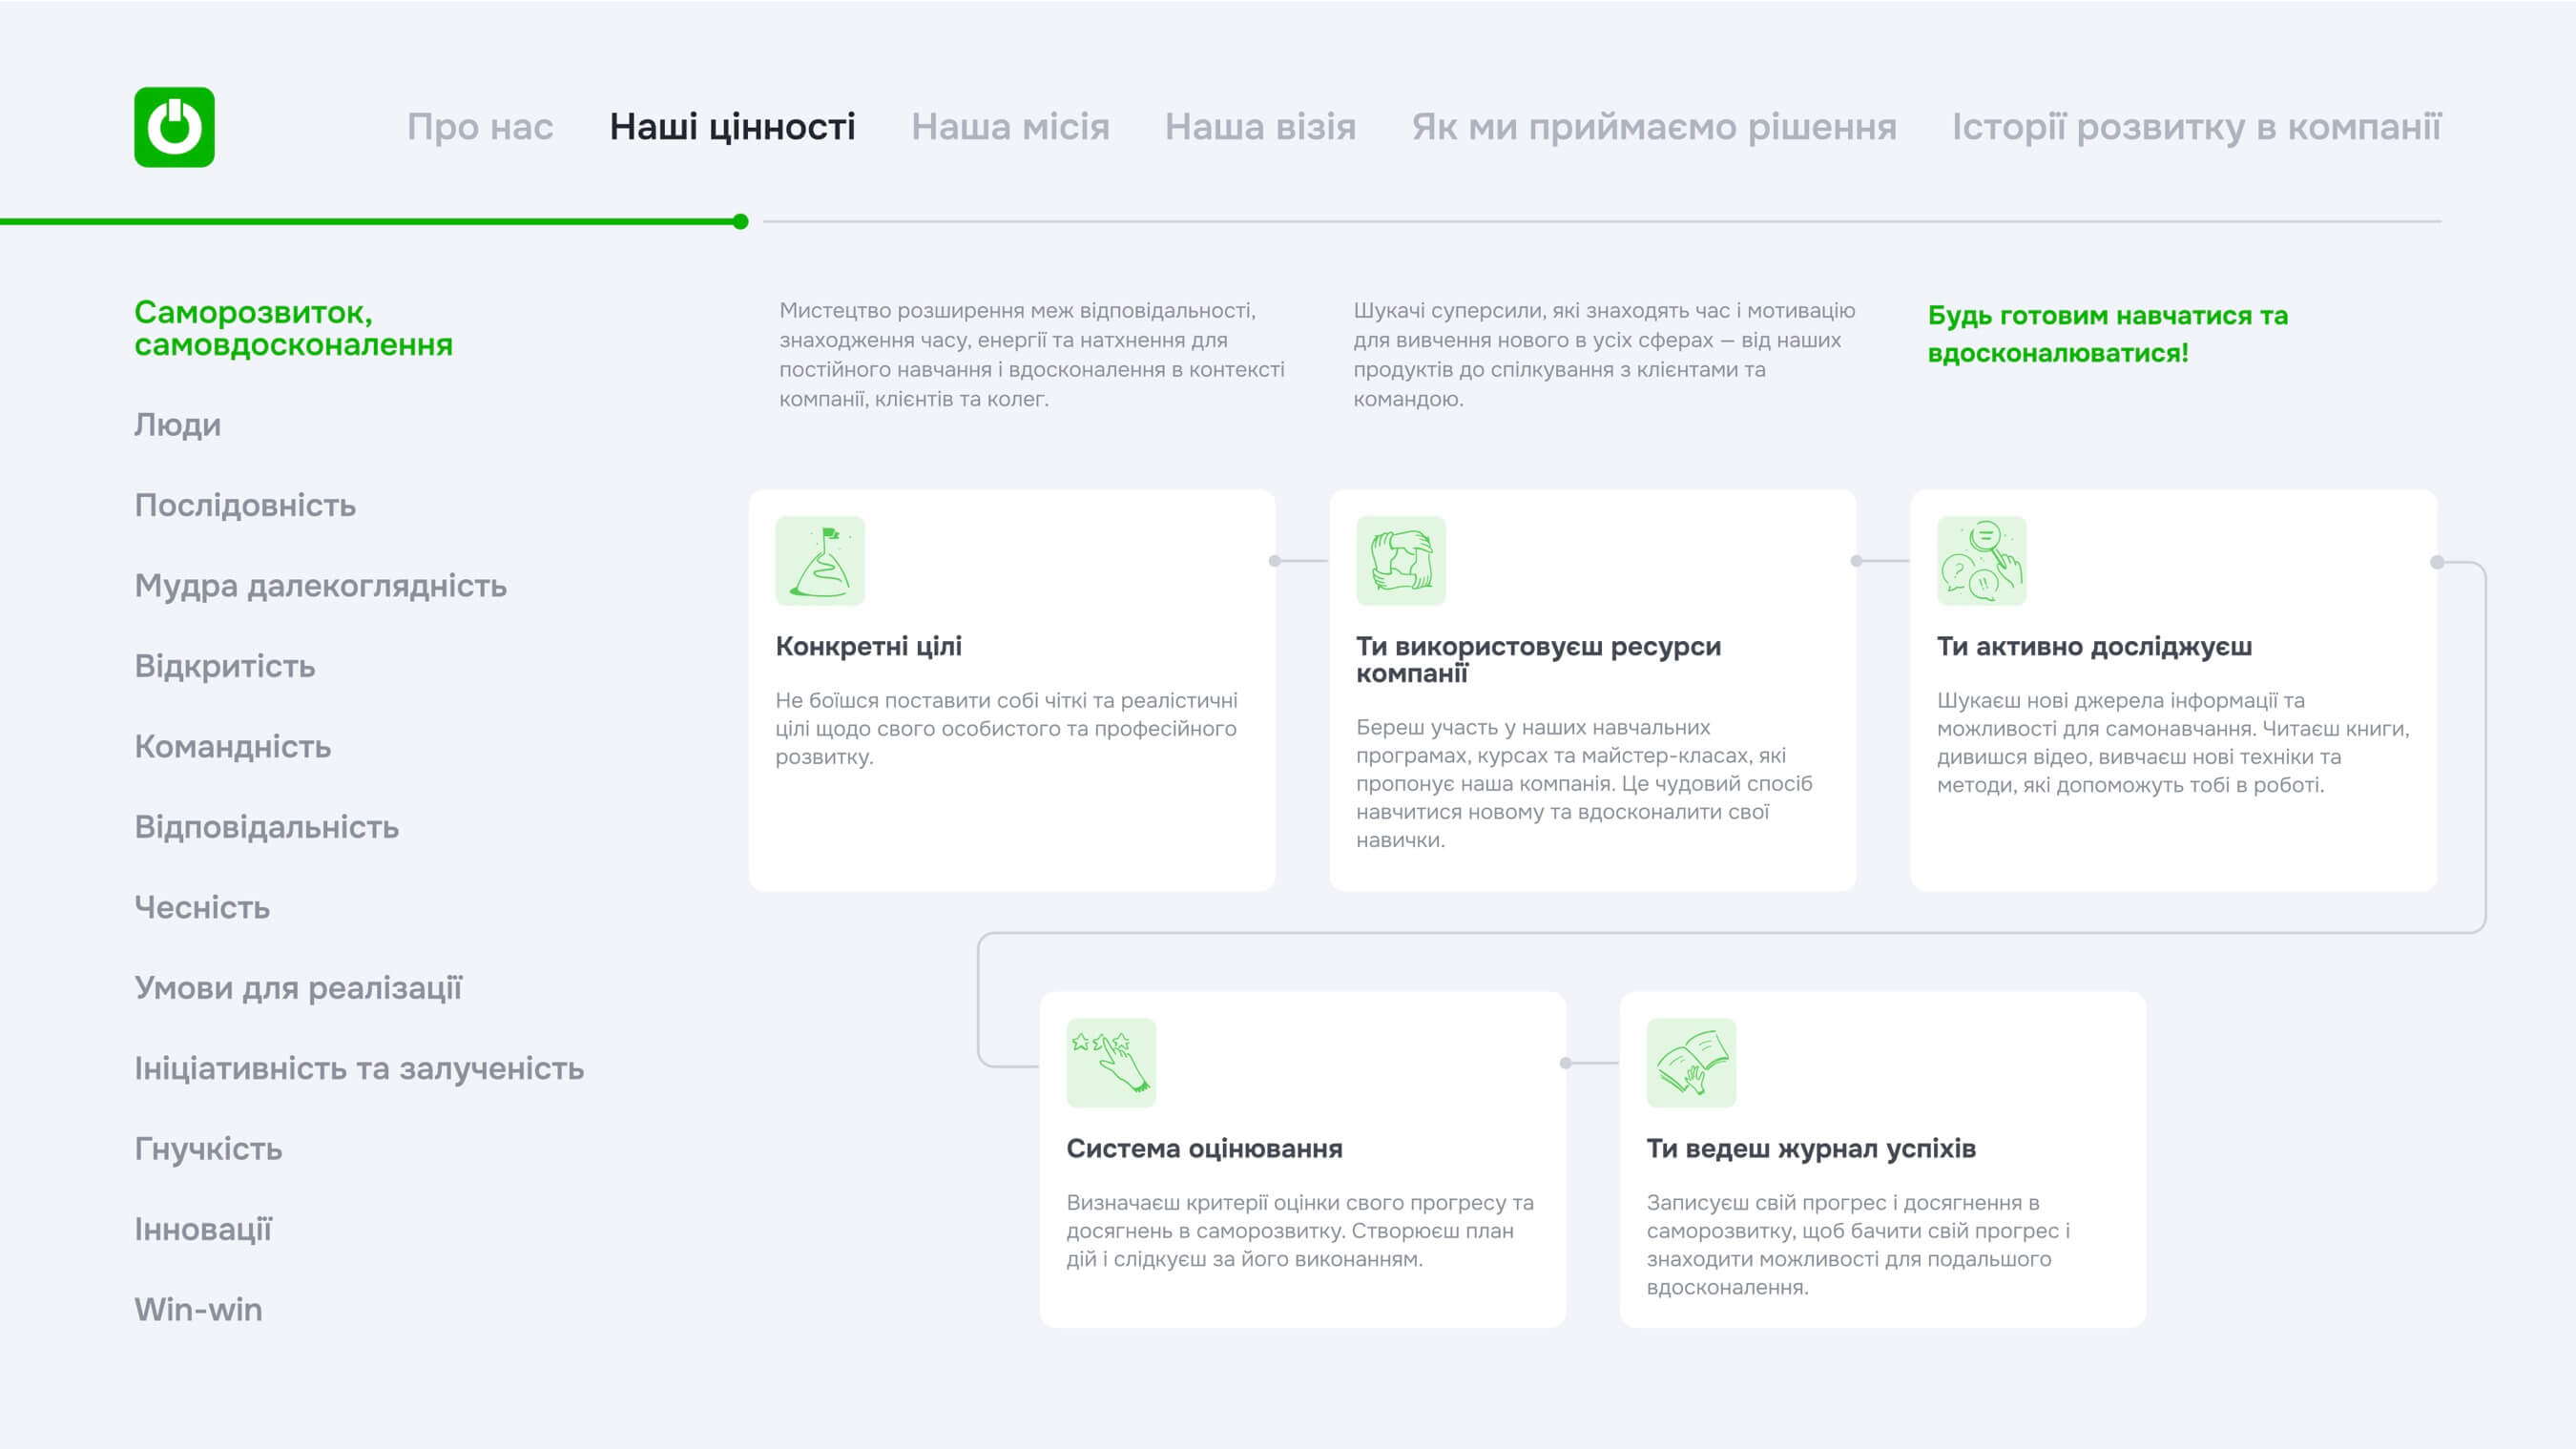 Про нас
Наші цінності
Наша місія
Наша візія
Як ми приймаємо рішення
Історії розвитку в компанії
Саморозвиток,
самовдосконалення
Люди
Послідовність
Мудра далекоглядність
Відкритість
Командність
Відповідальність
Чесність
Умови для реалізації
Ініціативність та залученість
Гнучкість
Інновації
Win-win
Мистецтво розширення меж відповідальності,
знаходження часу, енергії та натхнення для
постійного навчання і вдосконалення в контексті
компанії, клієнтів та колег.
Шукачі суперсили, які знаходять час і мотивацію
для вивчення нового в усіх сферах – від наших
продуктів до спілкування з клієнтами та
командою.
Будь готовим навчатися та
вдосконалюватися!
Конкретні цілі
Не боїшся поставити собі чіткі та реалістичні
цілі щодо свого особистого та професійного
розвитку.
Ти використовуєш ресурси
компанії
Береш участь у наших навчальних
програмах, курсах та майстер-класах, які
пропонує наша компанія. Це чудовий спосіб
навчитися новому та вдосконалити свої
навички.
Ти активно досліджуєш
Шукаєш нові джерела інформації та
можливості для самонавчання. Читаєш книги,
дивишся відео, вивчаєш нові техніки та
методи, які допоможуть тобі в роботі.
Система оцінювання
Визначаєш критерії оцінки свого прогресу та
досягнень в саморозвитку. Створюєш план
дій і слідкуєш за його виконанням.
Ти ведеш журнал успіхів
Записуєш свій прогрес і досягнення в
саморозвитку, щоб бачити свій прогрес і
знаходити можливості для подальшого
вдосконалення.